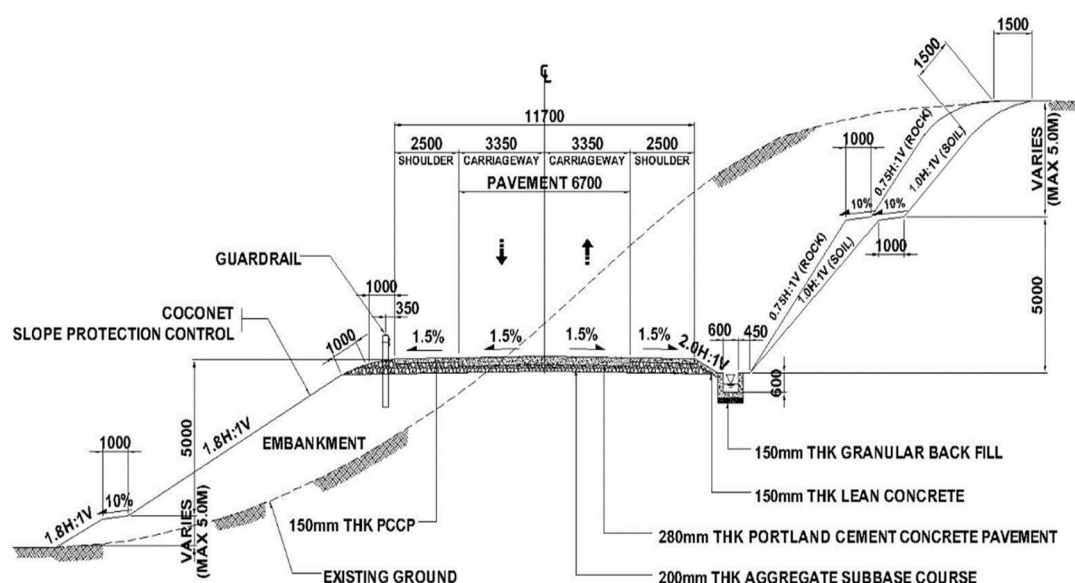 1500
1500
℄
11700
2500 3350 3350 2500
SHOULDER CARRIAGEWAY CARRIAGEWAY SHOULDER
PAVEMENT 6700
1000
0.75H:1V (ROCK)
1.0H:1V (SOIL)
VARIES
(MAX 5.0M)
10% 10%
1000
GUARDRAIL
1000
350
COCONET
SLOPE PROTECTION CONTROL
1000
1.5% 1.5% 1.5% 1.5%
2.0H:1V
600 450
0.75H:1V (ROCK)
1.0H:1V (SOIL)
5000
600
1.8H:1V
5000
EMBANKMENT
1000
10%
1.8H:1V
VARIES
(MAX 5.0M)
150mm THK PCCP
EXISTING GROUND
150mm THK GRANULAR BACK FILL
150mm THK LEAN CONCRETE
280mm THK PORTLAND CEMENT CONCRETE PAVEMENT
200mm THK AGGREGATE SUBBASE COURSE